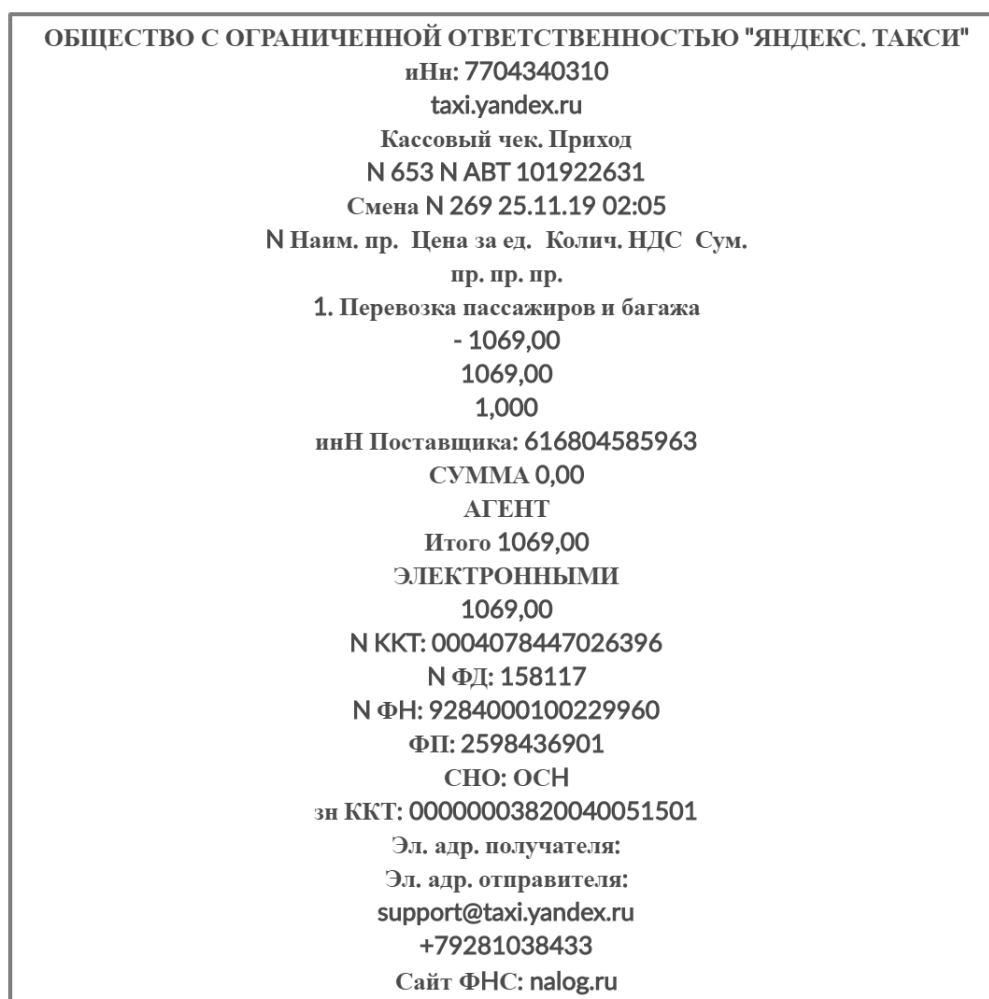 ОБЩЕСТВО С ОГРАНИЧЕННОЙ ОТВЕТСТВЕННОСТЬЮ "ЯНДЕКС. ТАКСИ"
иНн: 7704340310
taxi.yandex.ru
Кассовый чек. Приход
N 653 N АВТ 101922631
Смена N 269 25.11.19 02:05
N Наим. пр. Цена за ед. Колич. НДС Сум.
пр. пр. пр.
1. Перевозка пассажиров и багажа
- 1069,00
1069,00
1,000
инН Поставщика: 616804585963
СУММА 0,00
АГЕНТ
Итого 1069,00
ЭЛЕКТРОННЫМИ
1069,00
N ККТ: 0004078447026396
N ФД: 158117
N ФН: 9284000100229960
ФП: 2598436901
СНО: ОСН
зн ККТ: 00000003820040051501
Эл. адр. получателя:
Эл. адр. отправителя:
support@taxi.yandex.ru
+79281038433
Сайт ФНС: nalog.ru